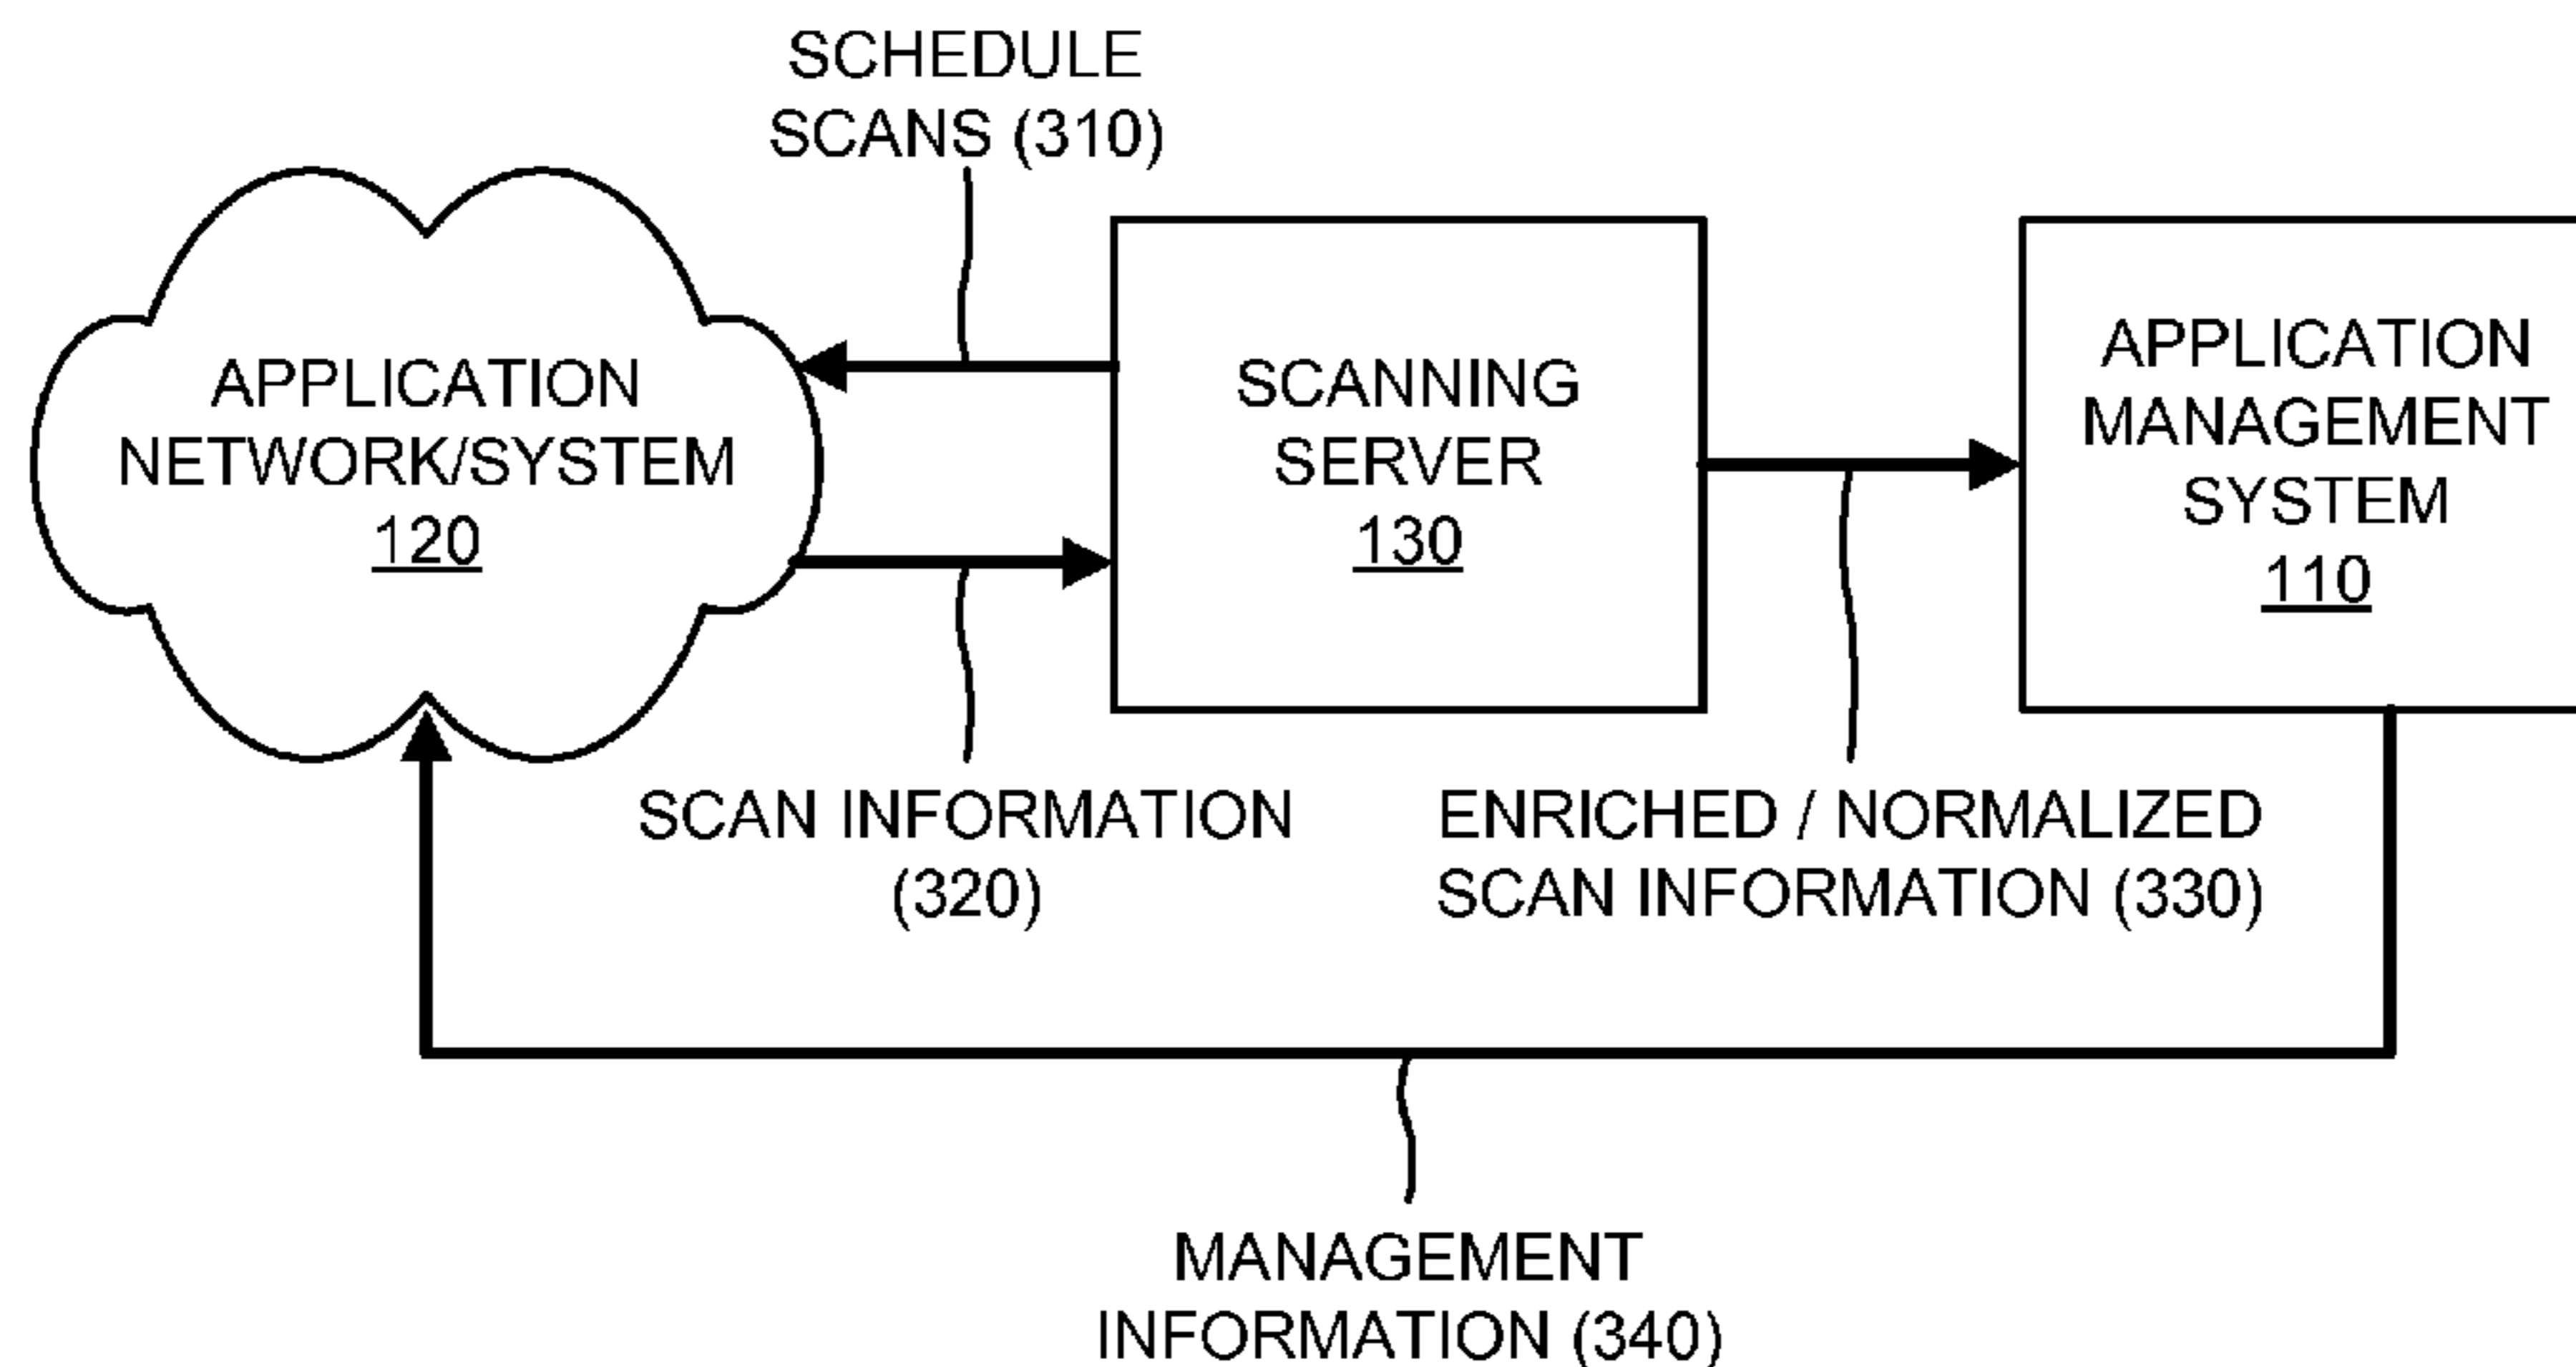 SCHEDULE
SCANS (310)
APPLICATION
NETWORK/SYSTEM
120
SCANNING
SERVER
130
APPLICATION
MANAGEMENT
SYSTEM
110
SCAN INFORMATION
(320)
ENRICHED / NORMALIZED
SCAN INFORMATION (330)
MANAGEMENT
INFORMATION (340)